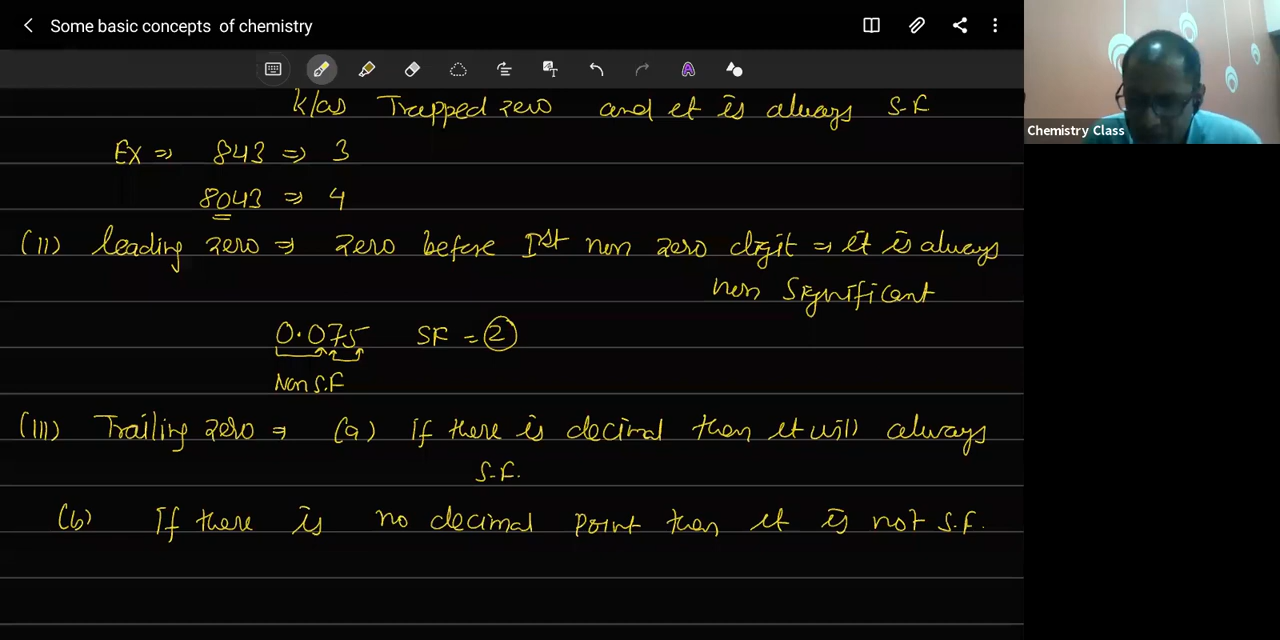 Some basic concepts of chemistry
Chemistry Class
k/as Trapped zero and it is always S.F
EX ⇒ 843 ⇒ 3
8043 ⇒ 4
(II) leading zero ⇒ zero before Ist non zero digit ⇒ it is always
non significant
0.075 SF = 2
Non S.F
(III) Trailing zero ⇒ (a) If there is decimal then it will always
S.F.
(b) If there is no decimal point then it is not S.F.